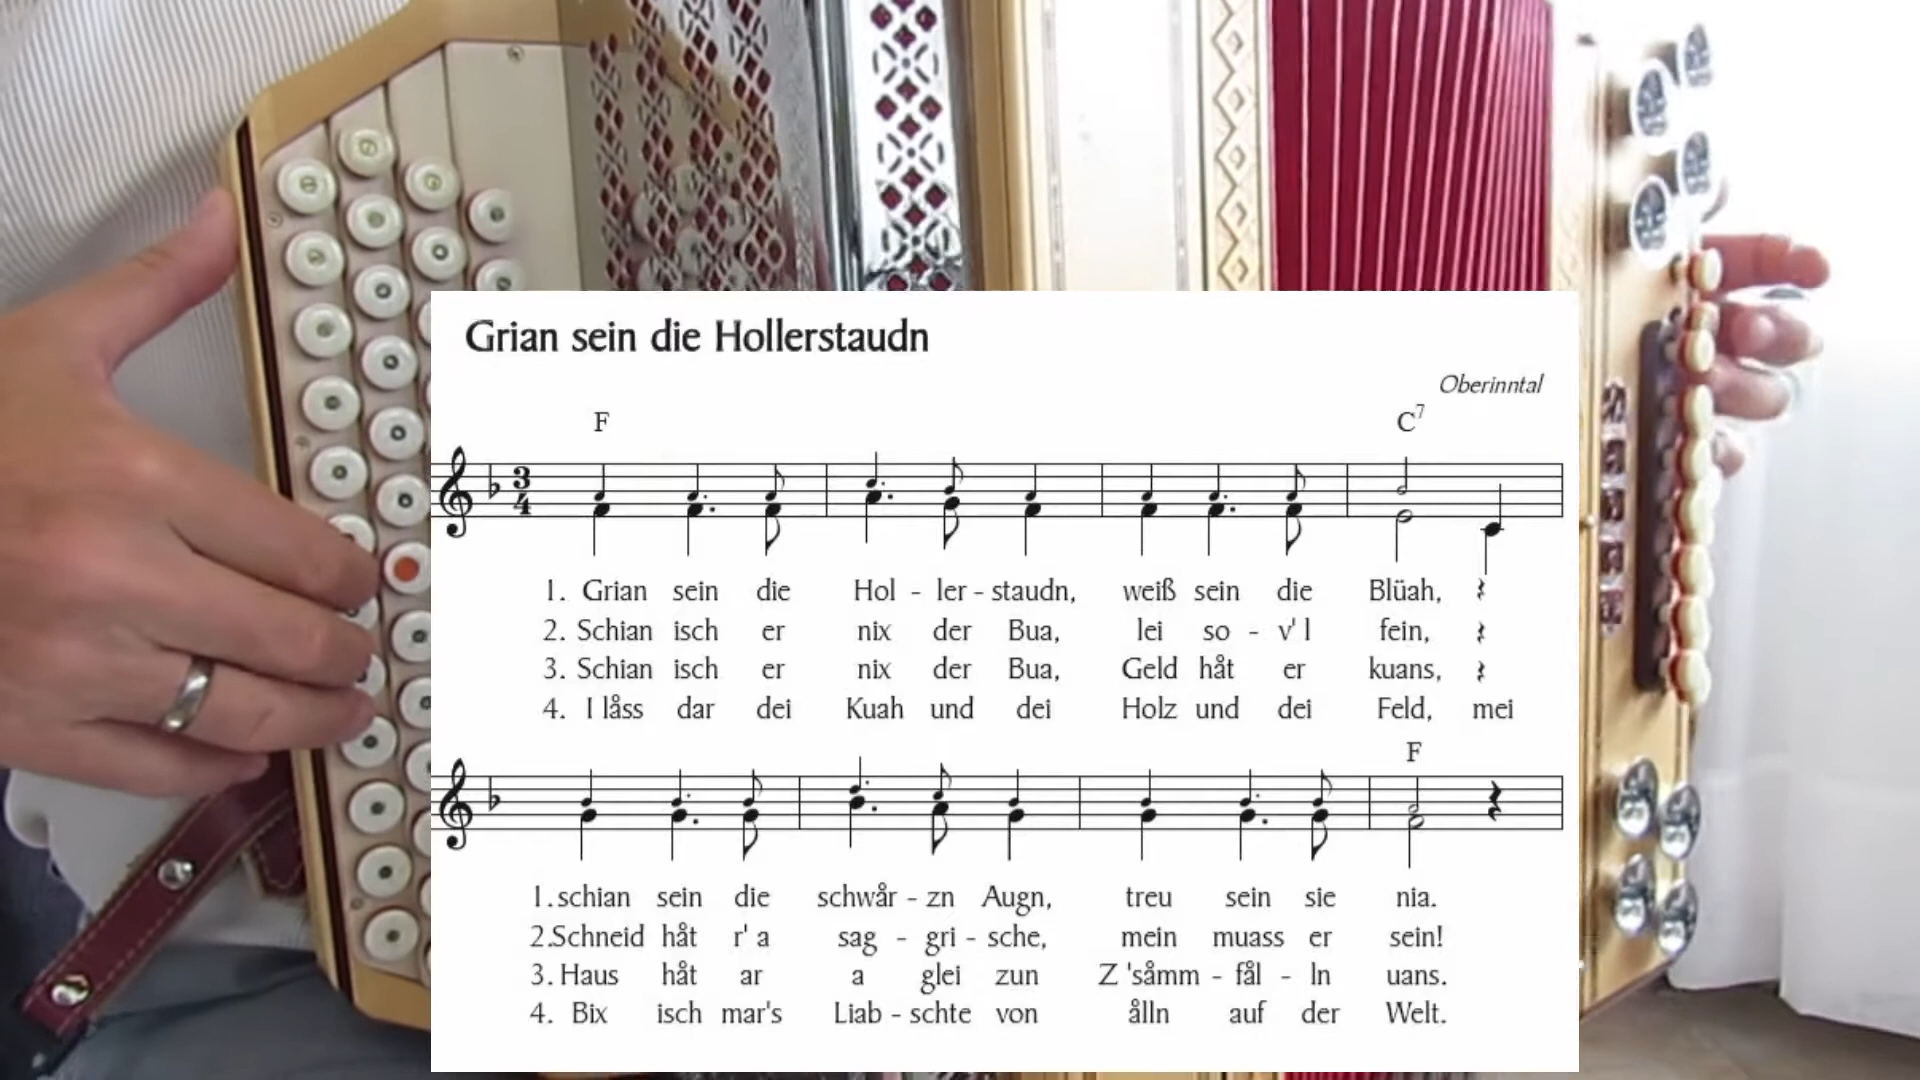 Grian sein die Hollerstaudn
Oberinntal
F C7
3
4
1. Grian sein die Hol - ler - staudn, weiß sein die Blüah,
2. Schian isch er nix der Bua, lei so - v'l fein,
3. Schian isch er nix der Bua, Geld håt er kuans,
4. I låss dar dei Kuah und dei Holz und dei Feld, mei
F
1. schian sein die schwår - zn Augn, treu sein sie nia.
2.Schneid håt r' a sag - gri - sche, mein muass er sein!
3. Haus håt ar a glei zun Z 'såmm - fål - ln uans.
4. Bix isch mar's Liab - schte von ålln auf der Welt.